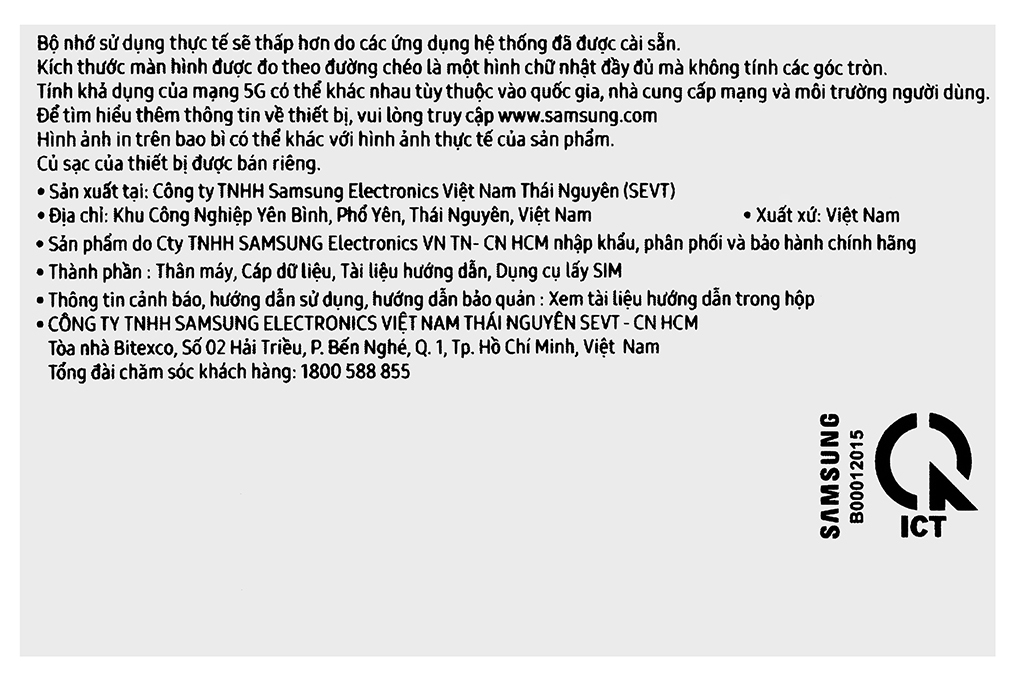 Bộ nhớ sử dụng thực tế sẽ thấp hơn do các ứng dụng hệ thống đã được cài sẵn.
Kích thước màn hình được đo theo đường chéo là một hình chữ nhật đầy đủ mà không tính các góc tròn.
Tính khả dụng của mạng 5G có thể khác nhau tùy thuộc vào quốc gia, nhà cung cấp mạng và môi trường người dùng.
Để tìm hiểu thêm thông tin về thiết bị, vui lòng truy cập www.samsung.com
Hình ảnh in trên bao bì có thể khác với hình ảnh thực tế của sản phẩm.
Củ sạc của thiết bị được bán riêng.
• Sản xuất tại: Công ty TNHH Samsung Electronics Việt Nam Thái Nguyên (SEVT)
• Địa chỉ: Khu Công Nghiệp Yên Bình, Phổ Yên, Thái Nguyên, Việt Nam • Xuất xứ: Việt Nam
• Sản phẩm do Cty TNHH SAMSUNG Electronics VN TN- CN HCM nhập khẩu, phân phối và bảo hành chính hãng
• Thành phần : Thân máy, Cáp dữ liệu, Tài liệu hướng dẫn, Dụng cụ lấy SIM
• Thông tin cảnh báo, hướng dẫn sử dụng, hướng dẫn bảo quản : Xem tài liệu hướng dẫn trong hộp
• CÔNG TY TNHH SAMSUNG ELECTRONICS VIỆT NAM THÁI NGUYÊN SEVT - CN HCM
Tòa nhà Bitexco, Số 02 Hải Triều, P. Bến Nghé, Q. 1, Tp. Hồ Chí Minh, Việt Nam
Tổng đài chăm sóc khách hàng: 1800 588 855
SAMSUNG
B00012015
ICT